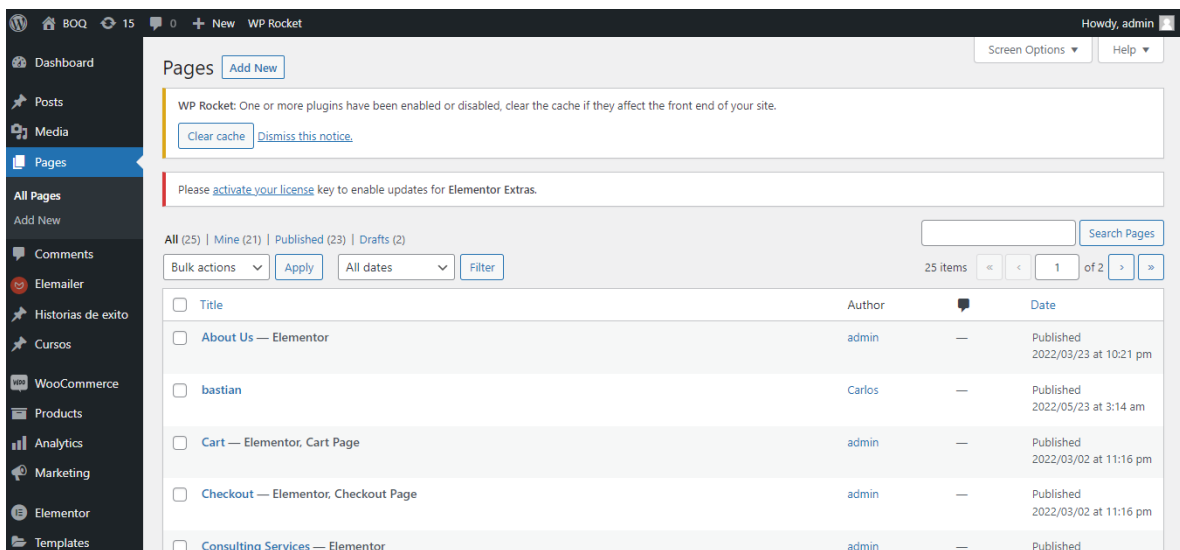 BOQ 15 0 + New WP Rocket Howdy, admin
Screen Options ▼ Help ▼
Dashboard
Posts
Media
Pages
All Pages
Add New
Comments
Elemailer
Historias de exito
Cursos
WooCommerce
Products
Analytics
Marketing
Elementor
Templates
Pages Add New
WP Rocket: One or more plugins have been enabled or disabled, clear the cache if they affect the front end of your site.
Clear cache Dismiss this notice.
Please activate your license key to enable updates for Elementor Extras.
All (25) | Mine (21) | Published (23) | Drafts (2)
Search Pages
Bulk actions Apply All dates Filter
25 items « ‹ 1 of 2 › »
Title Author Date
About Us — Elementor admin — Published
2022/03/23 at 10:21 pm
bastian Carlos — Published
2022/05/23 at 3:14 am
Cart — Elementor, Cart Page admin — Published
2022/03/02 at 11:16 pm
Checkout — Elementor, Checkout Page admin — Published
2022/03/02 at 11:16 pm
Consulting Services — Elementor admin — Published